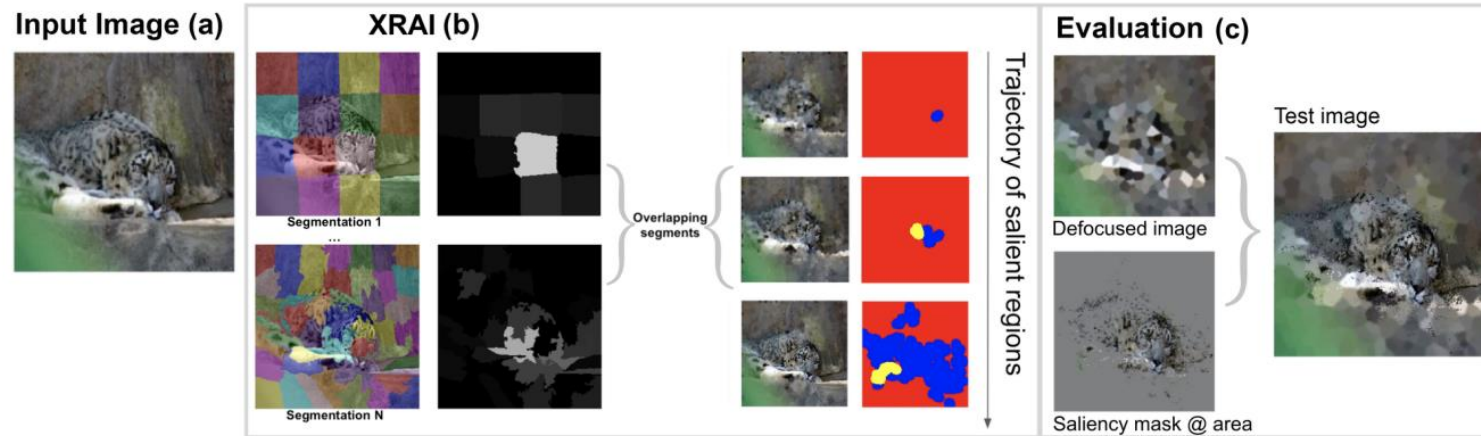 Input Image (a)
XRAI (b)
Segmentation 1
...
Segmentation N
Overlapping
segments
Trajectory of salient regions
Evaluation (c)
Defocused image
Saliency mask @ area
Test image